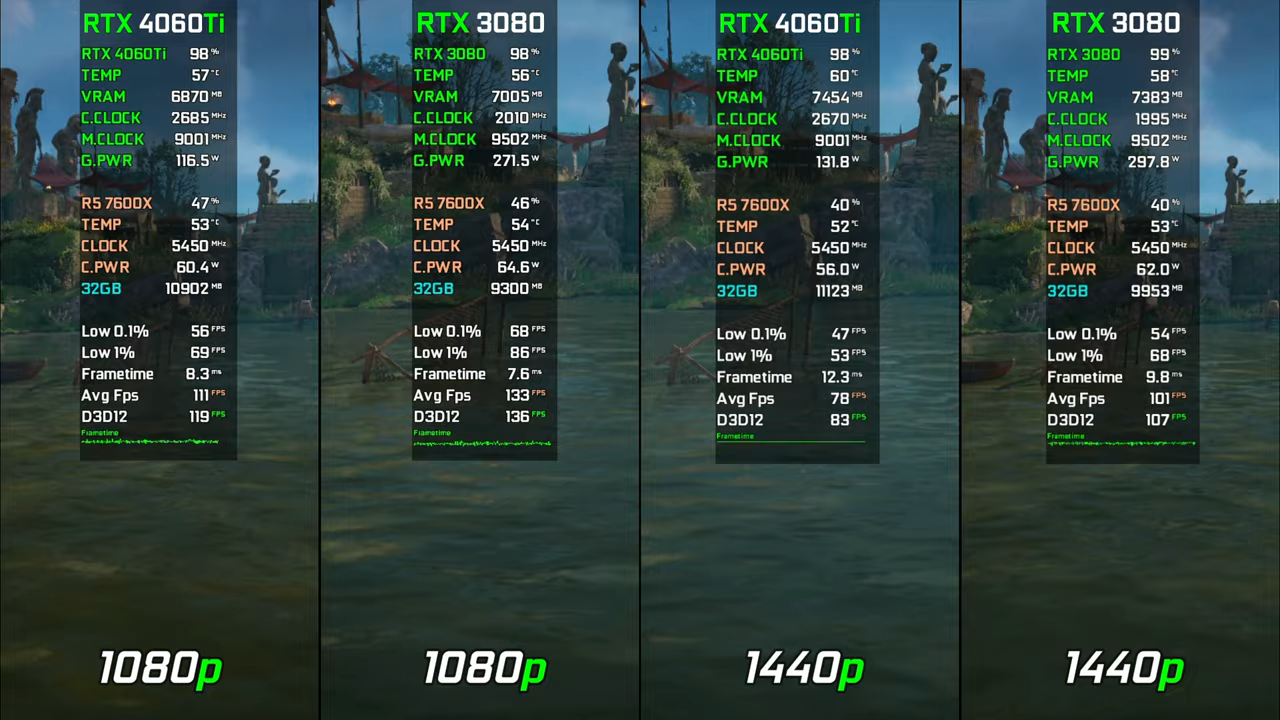 RTX 4060Ti
RTX 4060Ti 98 %
TEMP 57 °C
VRAM 6870 MB
C.CLOCK 2685 MHz
M.CLOCK 9001 MHz
G.PWR 116.5 W
R5 7600X 47 %
TEMP 53 °C
CLOCK 5450 MHz
C.PWR 60.4 W
32GB 10902 MB
Low 0.1% 56 FPS
Low 1% 69 FPS
Frametime 8.3 ms
Avg Fps 111 FPS
D3D12 119 FPS
Frametime
1080p
RTX 3080
RTX 3080 98 %
TEMP 56 °C
VRAM 7005 MB
C.CLOCK 2010 MHz
M.CLOCK 9502 MHz
G.PWR 271.5 W
R5 7600X 46 %
TEMP 54 °C
CLOCK 5450 MHz
C.PWR 64.6 W
32GB 9300 MB
Low 0.1% 68 FPS
Low 1% 86 FPS
Frametime 7.6 ms
Avg Fps 133 FPS
D3D12 136 FPS
Frametime
1080p
RTX 4060Ti
RTX 4060Ti 98 %
TEMP 60 °C
VRAM 7454 MB
C.CLOCK 2670 MHz
M.CLOCK 9001 MHz
G.PWR 131.8 W
R5 7600X 40 %
TEMP 52 °C
CLOCK 5450 MHz
C.PWR 56.0 W
32GB 11123 MB
Low 0.1% 47 FPS
Low 1% 53 FPS
Frametime 12.3 ms
Avg Fps 78 FPS
D3D12 83 FPS
Frametime
1440p
RTX 3080
RTX 3080 99 %
TEMP 58 °C
VRAM 7383 MB
C.CLOCK 1995 MHz
M.CLOCK 9502 MHz
G.PWR 297.8 W
R5 7600X 40 %
TEMP 53 °C
CLOCK 5450 MHz
C.PWR 62.0 W
32GB 9953 MB
Low 0.1% 54 FPS
Low 1% 68 FPS
Frametime 9.8 ms
Avg Fps 101 FPS
D3D12 107 FPS
Frametime
1440p